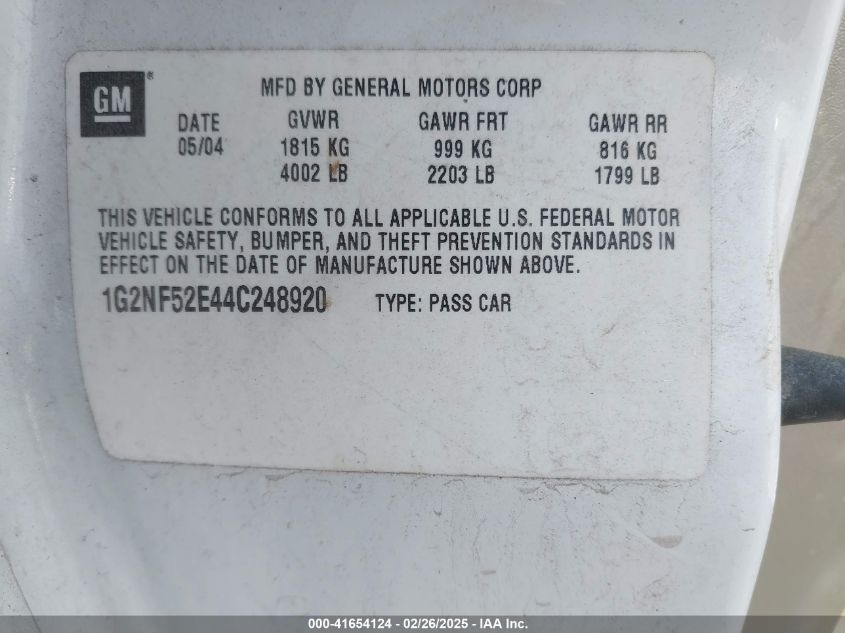 GM®
MFD BY GENERAL MOTORS CORP
DATE GVWR GAWR FRT GAWR RR
05/04 1815 KG 999 KG 816 KG
4002 LB 2203 LB 1799 LB
THIS VEHICLE CONFORMS TO ALL APPLICABLE U.S. FEDERAL MOTOR
VEHICLE SAFETY, BUMPER, AND THEFT PREVENTION STANDARDS IN
EFFECT ON THE DATE OF MANUFACTURE SHOWN ABOVE.
1G2NF52E44C248920 TYPE: PASS CAR
000-41654124 - 02/26/2025 - IAA Inc.